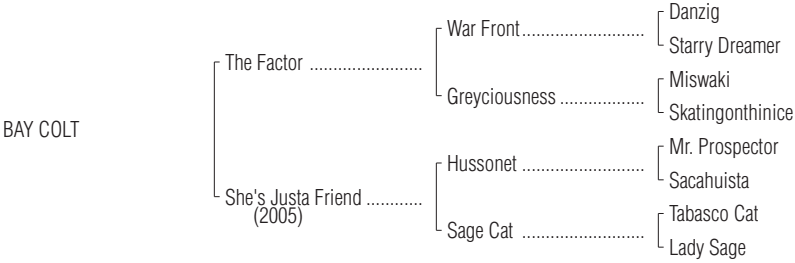 Danzig
War Front........................
Starry Dreamer
The Factor ......................
Miswaki
Greyciousness ................
Skatingonthinice
BAY COLT
Mr. Prospector
Hussonet .......................
Sacahuista
She's Justa Friend ...........
(2005)
Tabasco Cat
Sage Cat .......................
Lady Sage